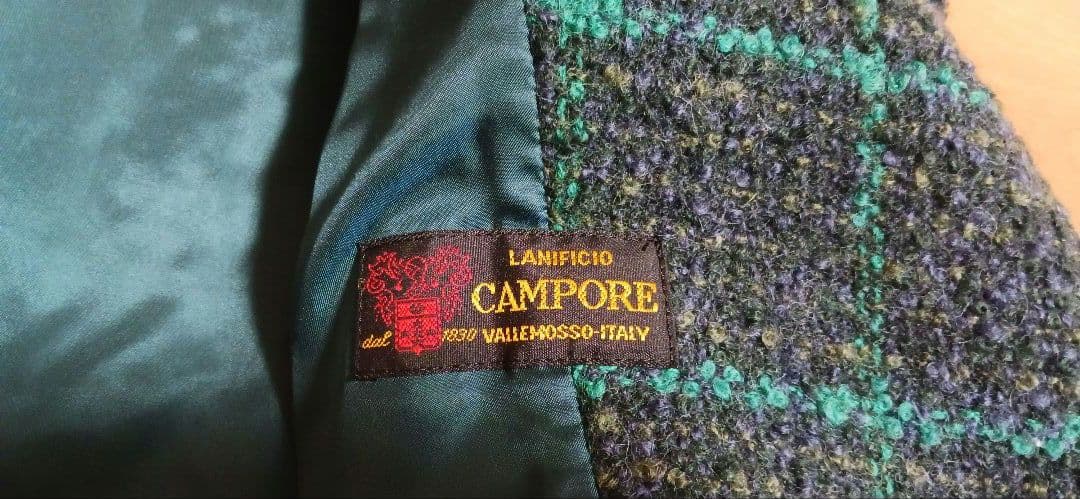 LANIFICIO
CAMPORE
dal 1830 VALLEMOSSO-ITALY